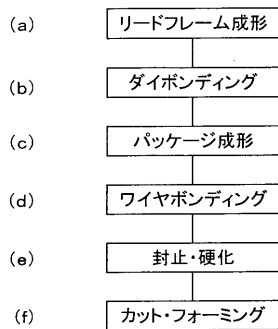 (a) リードフレーム成形
(b) ダイボンディング
(c) パッケージ成形
(d) ワイヤボンディング
(e) 封止・硬化
(f) カット・フォーミング